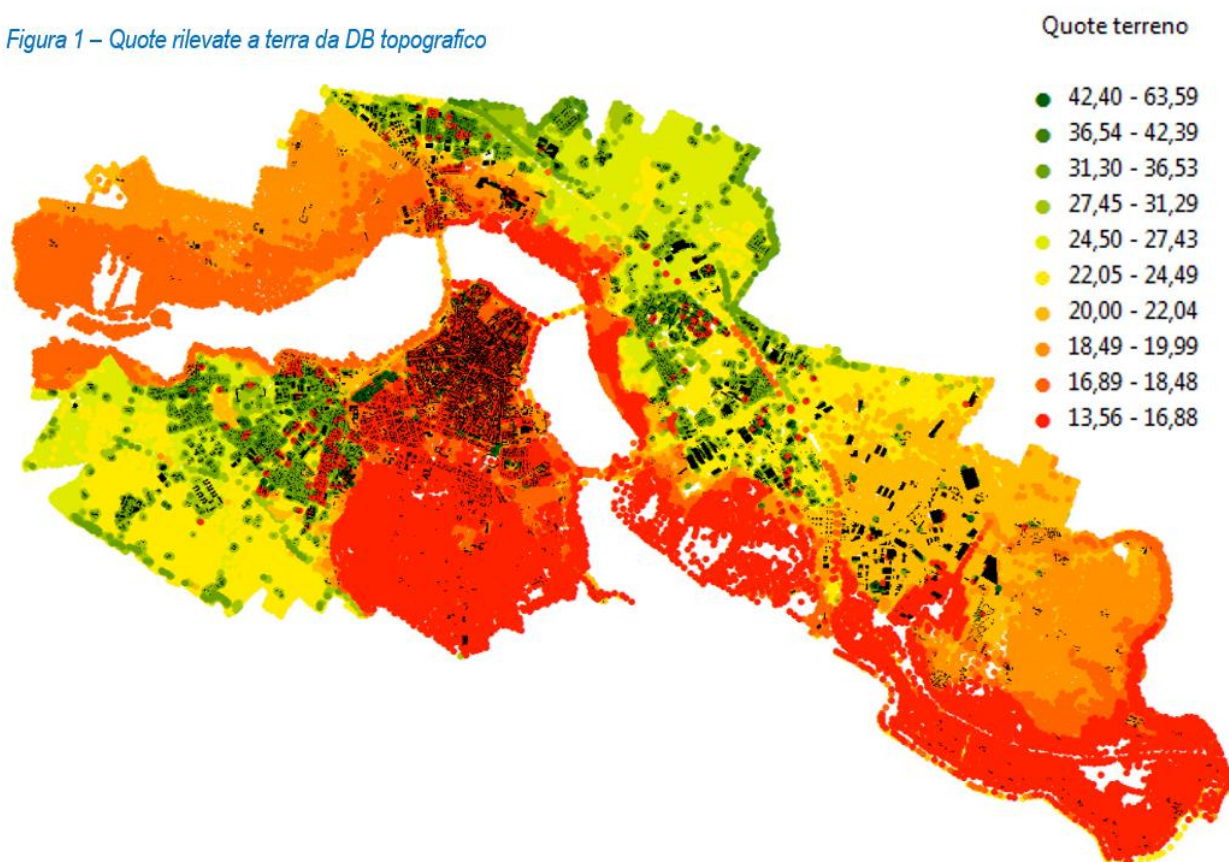 Figura 1 – Quote rilevate a terra da DB topografico
Quote terreno
42,40 - 63,59
36,54 - 42,39
31,30 - 36,53
27,45 - 31,29
24,50 - 27,43
22,05 - 24,49
20,00 - 22,04
18,49 - 19,99
16,89 - 18,48
13,56 - 16,88